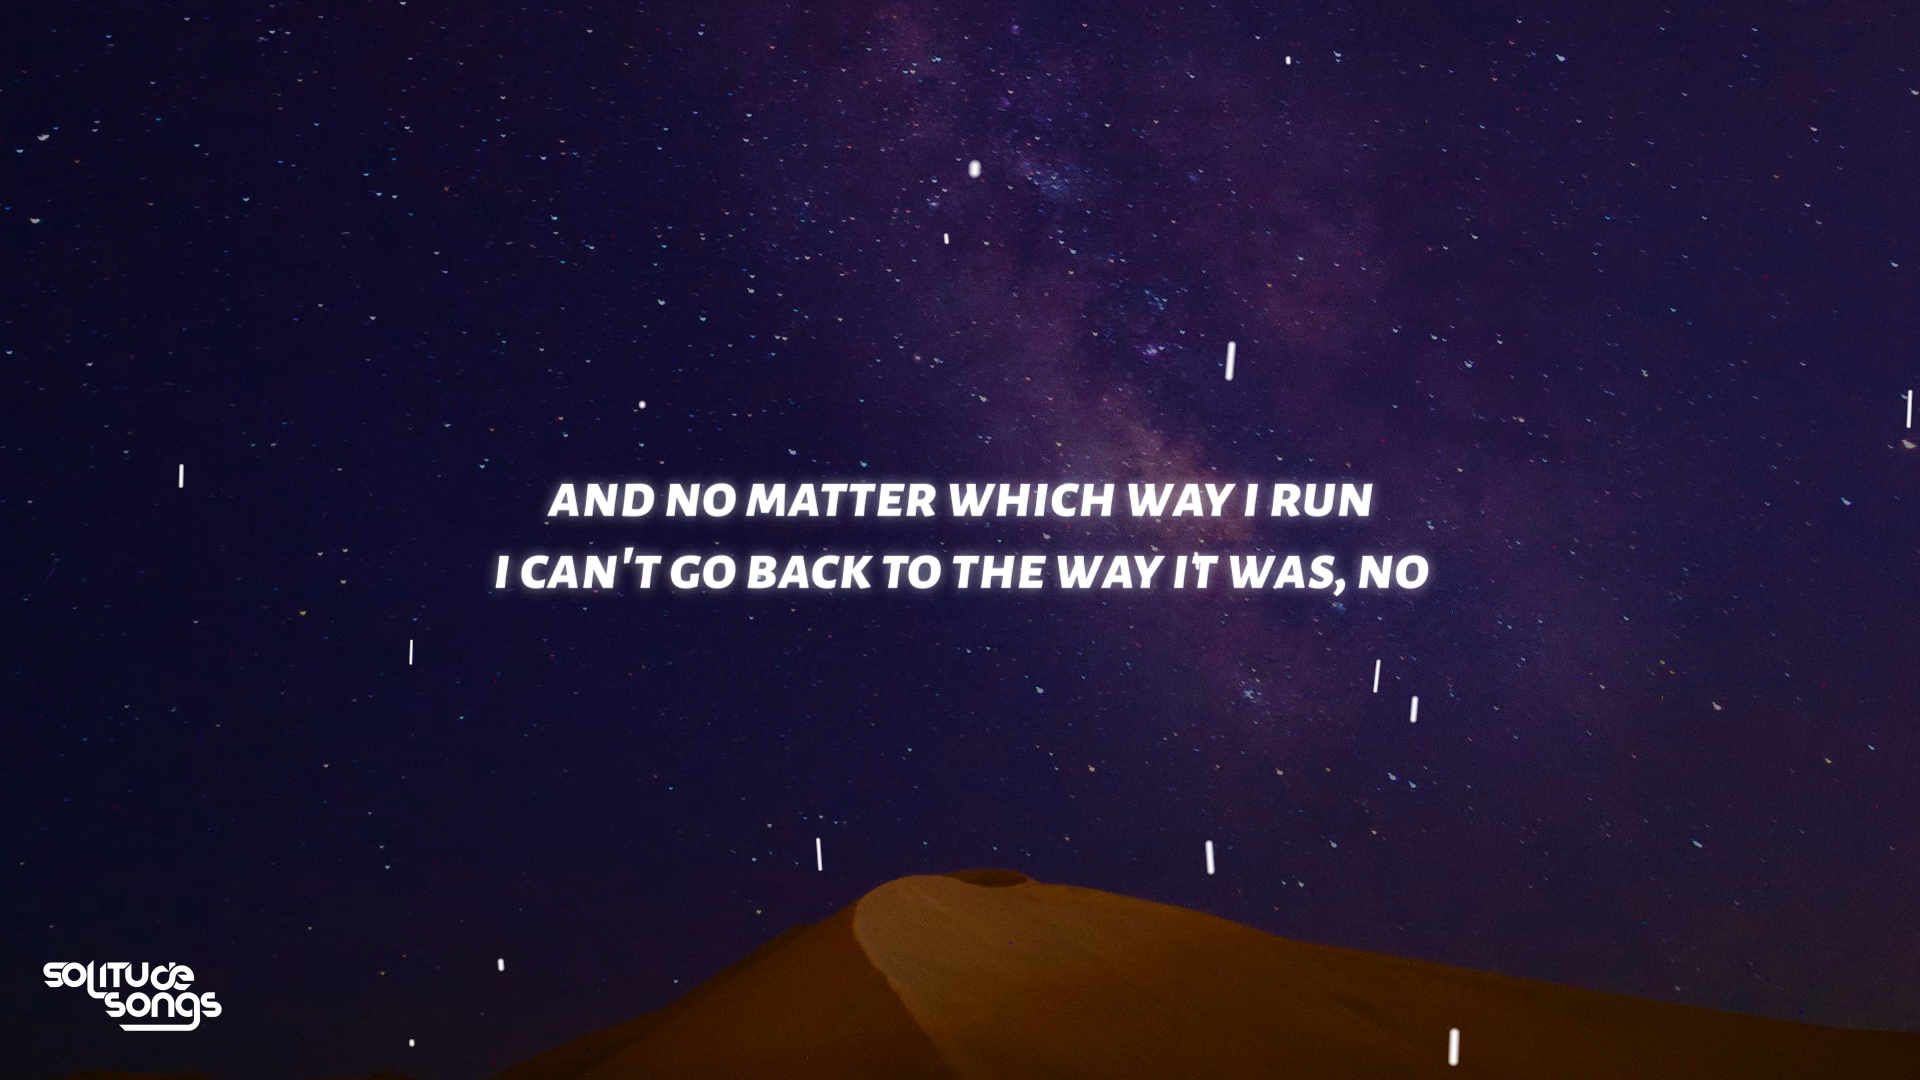 AND NO MATTER WHICH WAY I RUN
I CAN'T GO BACK TO THE WAY IT WAS, NO
solitude
songs